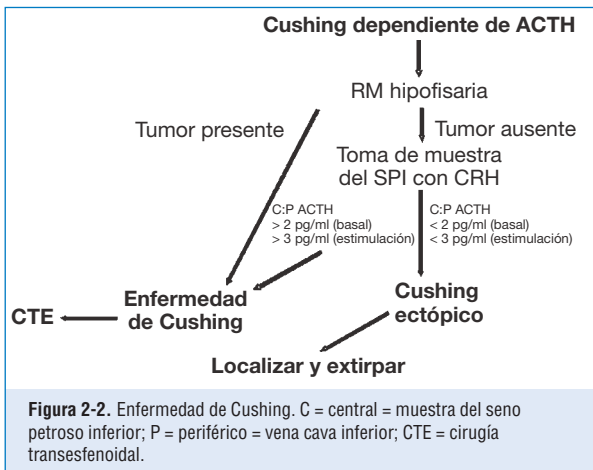 Cushing dependiente de ACTH
RM hipofisaria
Tumor presente
Tumor ausente
Toma de muestra
del SPI con CRH
C:P ACTH
> 2 pg/ml (basal)
> 3 pg/ml (estimulación)
C:P ACTH
< 2 pg/ml (basal)
< 3 pg/ml (estimulación)
CTE
Enfermedad
de Cushing
Cushing
ectópico
Localizar y extirpar
Figura 2-2. Enfermedad de Cushing. C = central = muestra del seno
petroso inferior; P = periférico = vena cava inferior; CTE = cirugía
transesfenoidal.